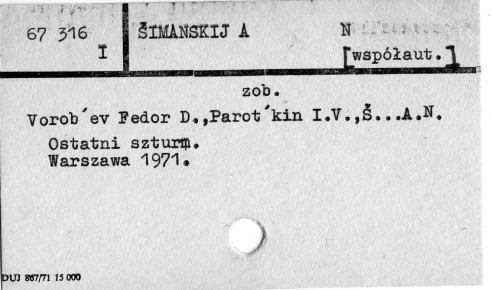 67 316 ŠIMANSKIJ A N
I [współaut.]
zob.
Vorob´ev Fedor D.,Parot´kin I.V.,Š...A.N.
Ostatni szturm.
Warszawa 1971.
DUJ 867/71 15 000